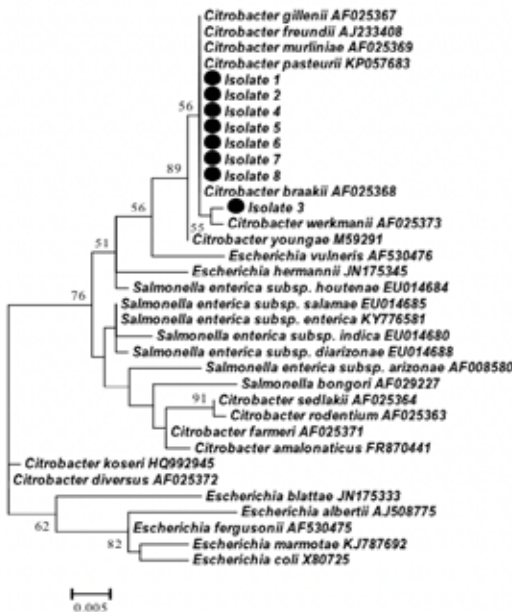 Citrobacter gillenii AF025367
Citrobacter freundii AJ233408
Citrobacter murliniae AF025369
Citrobacter pasteurii KP057683
Isolate 1
Isolate 2
56
Isolate 4
Isolate 5
Isolate 6
Isolate 7
Isolate 8
89
Citrobacter braakii AF025368
Isolate 3
56
Citrobacter werkmanii AF025373
55
Citrobacter youngae M59291
51
Escherichia vulneris AF530476
Escherichia hermannii JN175345
Salmonella enterica subsp. houtenae EU014684
76
Salmonella enterica subsp. salamae EU014685
Salmonella enterica subsp. enterica KY776581
Salmonella enterica subsp. indica EU014680
Salmonella enterica subsp. diarizonae EU014688
Salmonella enterica subsp. arizonae AF008580
Salmonella bongori AF029227
91
Citrobacter sedlakii AF025364
Citrobacter rodentium AF025363
Citrobacter farmeri AF025371
Citrobacter amalonaticus FR870441
Citrobacter koseri HQ992945
Citrobacter diversus AF025372
Escherichia blattae JN175333
Escherichia albertii AJ508775
62
Escherichia fergusonii AF530475
82
Escherichia marmotae KJ787692
Escherichia coli X80725
0.005